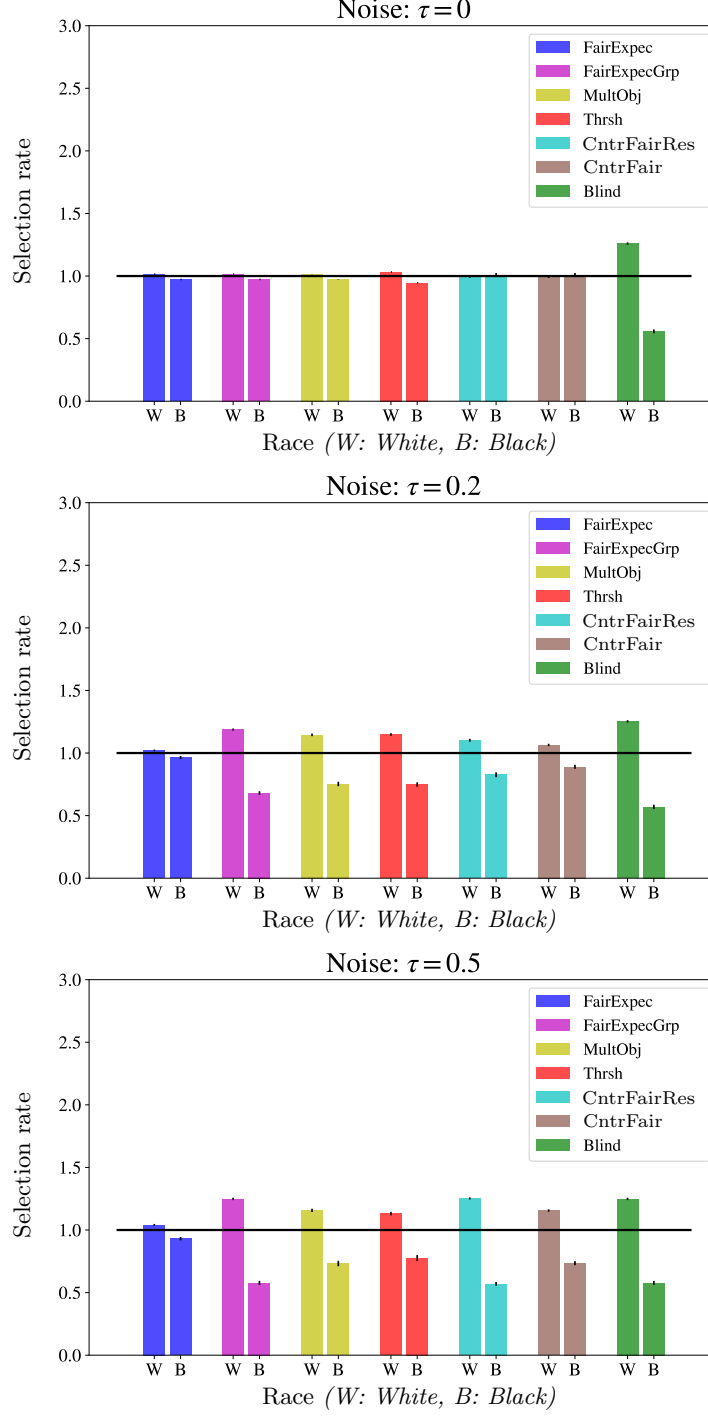 Noise: τ = 0
Selection rate
3.0
2.5
2.0
1.5
1.0
0.5
0.0
FairExpec
FairExpecGrp
MultObj
Thrsh
CntrFairRes
CntrFair
Blind
W B W B W B W B W B W B W B
Race (W: White, B: Black)
Noise: τ = 0.2
Selection rate
3.0
2.5
2.0
1.5
1.0
0.5
0.0
FairExpec
FairExpecGrp
MultObj
Thrsh
CntrFairRes
CntrFair
Blind
W B W B W B W B W B W B W B
Race (W: White, B: Black)
Noise: τ = 0.5
Selection rate
3.0
2.5
2.0
1.5
1.0
0.5
0.0
FairExpec
FairExpecGrp
MultObj
Thrsh
CntrFairRes
CntrFair
Blind
W B W B W B W B W B W B W B
Race (W: White, B: Black)